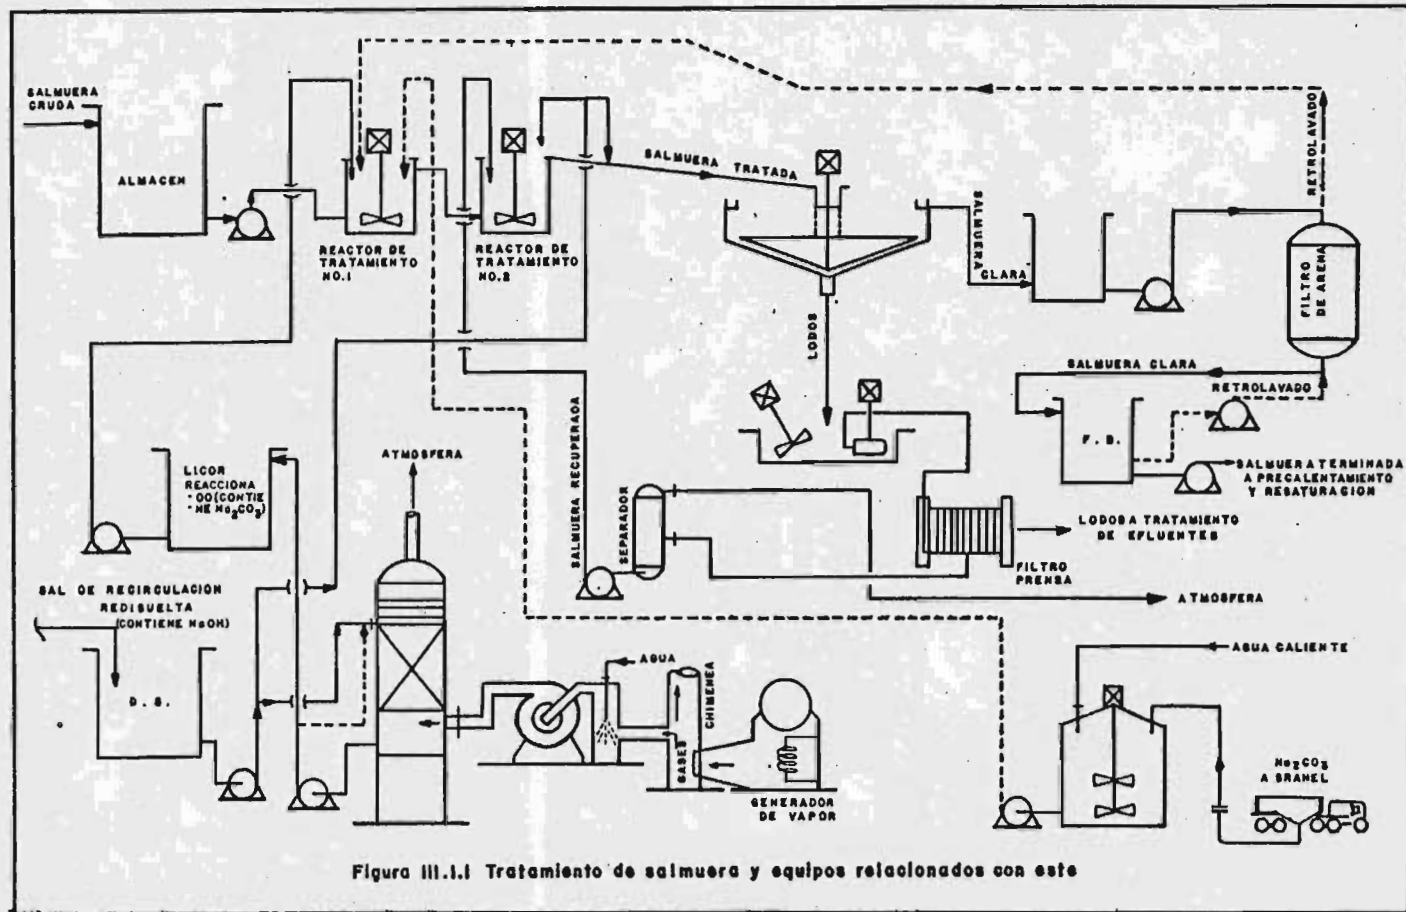 SALMUERA
CRUDA
ALMACEN
REACTOR DE
TRATAMIENTO
NO.1
REACTOR DE
TRATAMIENTO
NO.2
SALMUERA TRATADA
SALMUERA
CLARA
RETROLAVADO
FILTRO
DE ARENA
LODOS
SALMUERA CLARA
RETROLAVADO
F. B.
SALMUERA TERMINADA
A PRECALENTAMIENTO
Y RESATURACION
LICOR
REACCIONA
-DO (CONTIE
-NE Na2CO3)
ATMOSFERA
SALMUERA RECUPERADA
SEPARADOR
LODOS A TRATAMIENTO
DE EFLUENTES
FILTRO
PRENSA
ATMOSFERA
SAL DE RECIRCULACION
REDISUELTA
(CONTIENE NaOH)
D. S.
AGUA
CHIMENEA
GASES
GENERADOR
DE VAPOR
AGUA CALIENTE
Na2CO3
A GRANEL
Figura III.I.I Tratamiento de salmuera y equipos relacionados con este